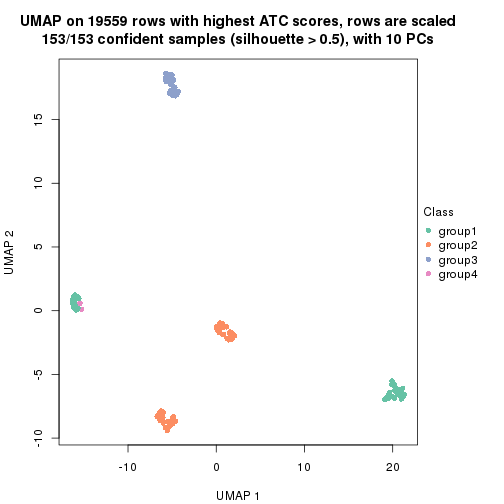 UMAP on 19559 rows with highest ATC scores, rows are scaled
153/153 confident samples (silhouette > 0.5), with 10 PCs
15
10
5
0
-5
-10
UMAP 2
-10
0
10
20
UMAP 1
Class
group1
group2
group3
group4